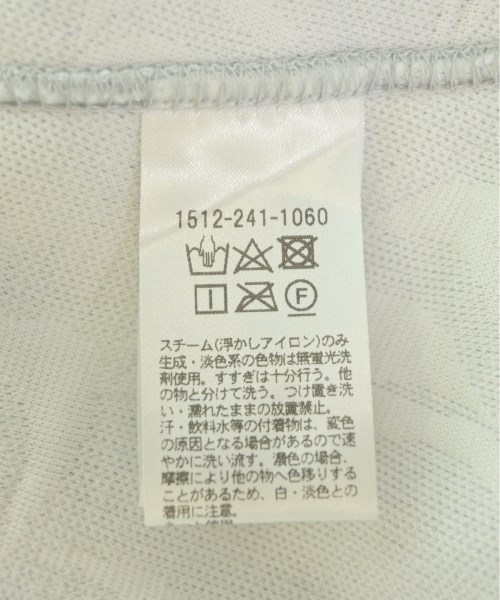 1512-241-1060
F
スチーム(浮かしアイロン)のみ
生成・淡色系の色物は無蛍光洗
剤使用。すすぎは十分行う。他
の物と分けて洗う。つけ置き洗
い・濡れたままの放置禁止。
汗・飲料水等の付着物は、変色
の原因となる場合があるので速
やかに洗い流す。濃色の場合、
摩擦により他の物へ色移りする
ことがあるため、白・淡色との
着用に注意。